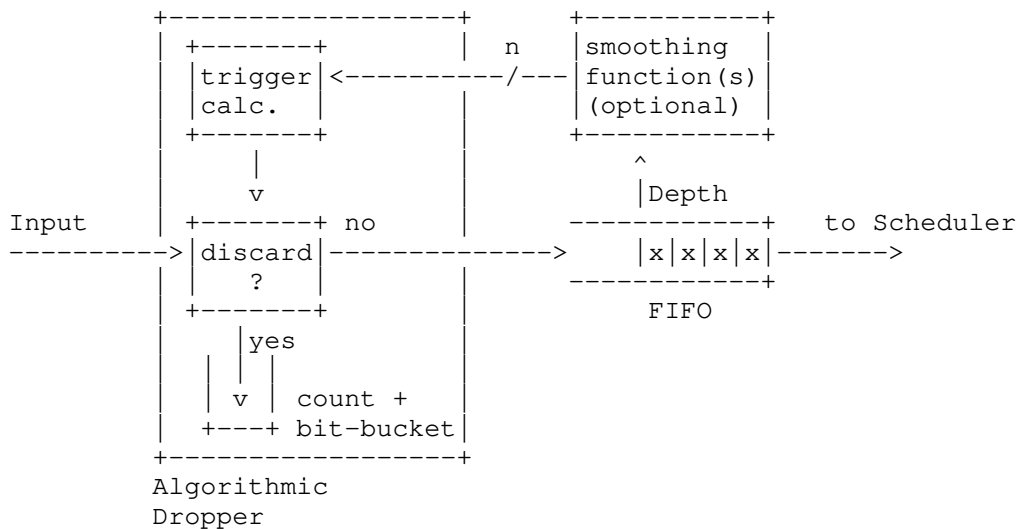 n smoothing
trigger function(s)
calc. (optional)
v ^
Depth
Input no to Scheduler
discard x|x|x|x
?
FIFO
yes
v count +
bit-bucket
Algorithmic
Dropper